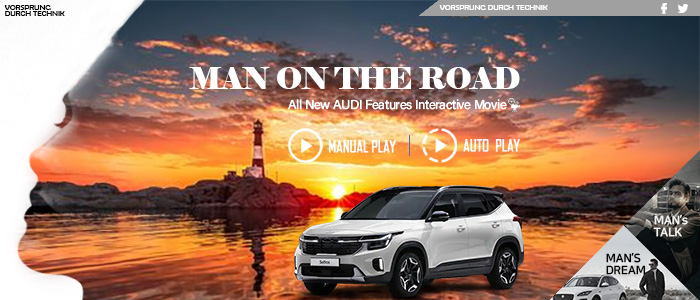 VORSPRUNG
DURCH TECHNIK
VORSPRUNG DURCH TECHNIK
MAN ON THE ROAD
All New AUDI Features Interactive Movie
MANUAL PLAY
AUTO PLAY
Seltos
MAN's
TALK
MAN'S
DREAM